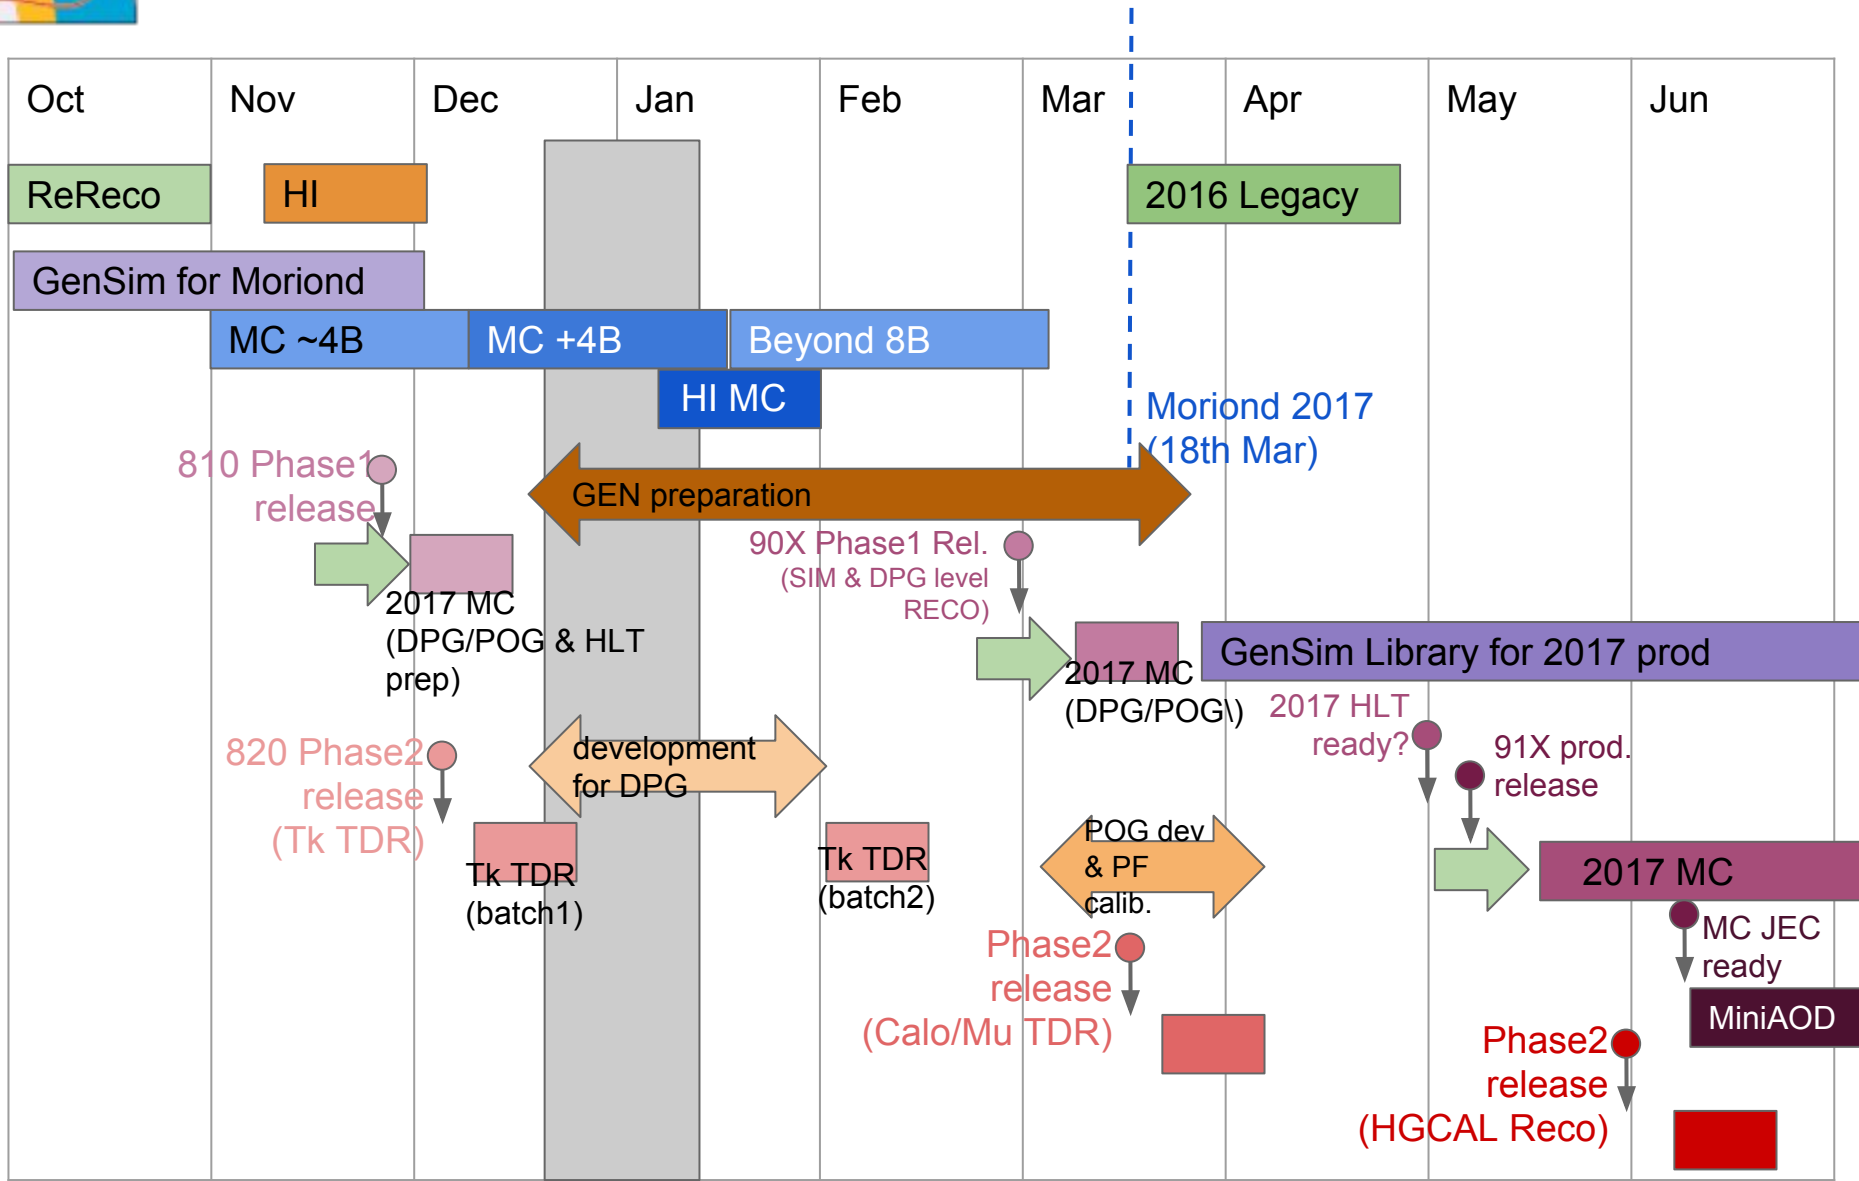 Oct
Nov
Dec
Jan
Feb
Mar
Apr
May
Jun
ReReco
HI
2016 Legacy
GenSim for Moriond
MC ~4B
MC +4B
Beyond 8B
HI MC
Moriond 2017
(18th Mar)
810 Phase1
release
GEN preparation
90X Phase1 Rel.
(SIM & DPG level
RECO)
2017 MC
(DPG/POG & HLT
prep)
GenSim Library for 2017 prod
2017 MC
(DPG/POG\)
2017 HLT
ready?
91X prod.
release
820 Phase2
release
(Tk TDR)
development
for DPG
Tk TDR
(batch1)
Tk TDR
(batch2)
POG dev
& PF
calib.
2017 MC
MC JEC
ready
Phase2
release
(Calo/Mu TDR)
MiniAOD
Phase2
release
(HGCAL Reco)